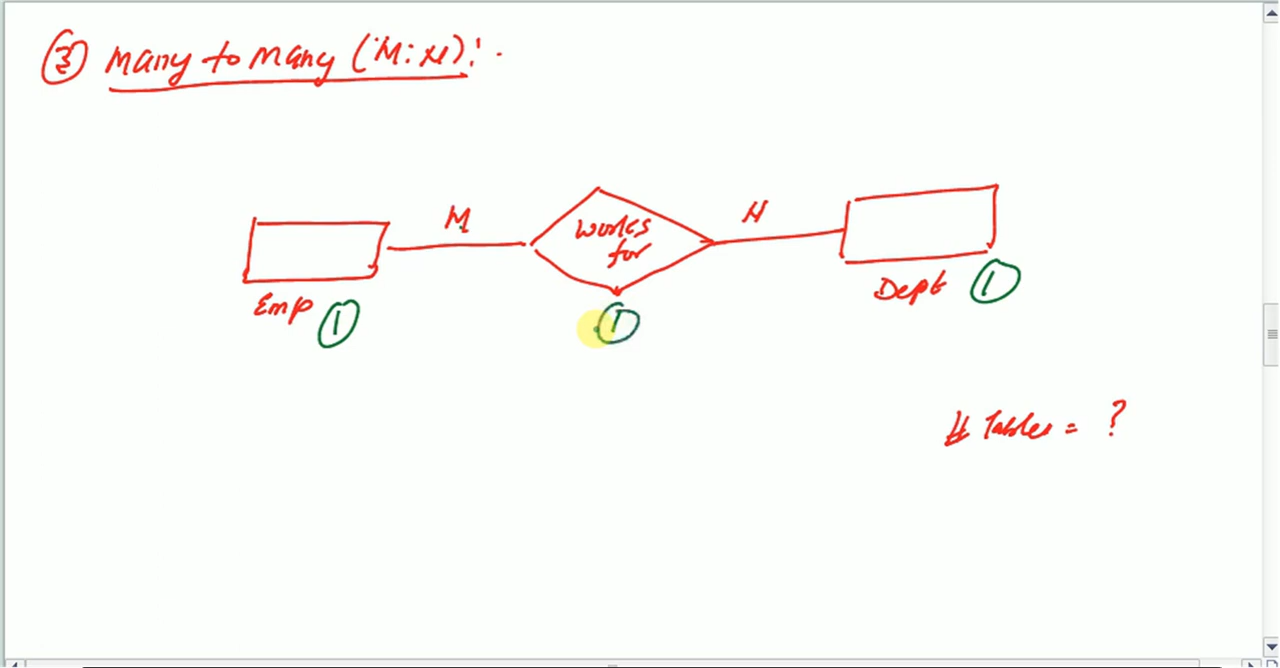 ③ Many to Many (M:N):-
M
N
works
for
Emp ①
①
Dept ①
# Tables = ?